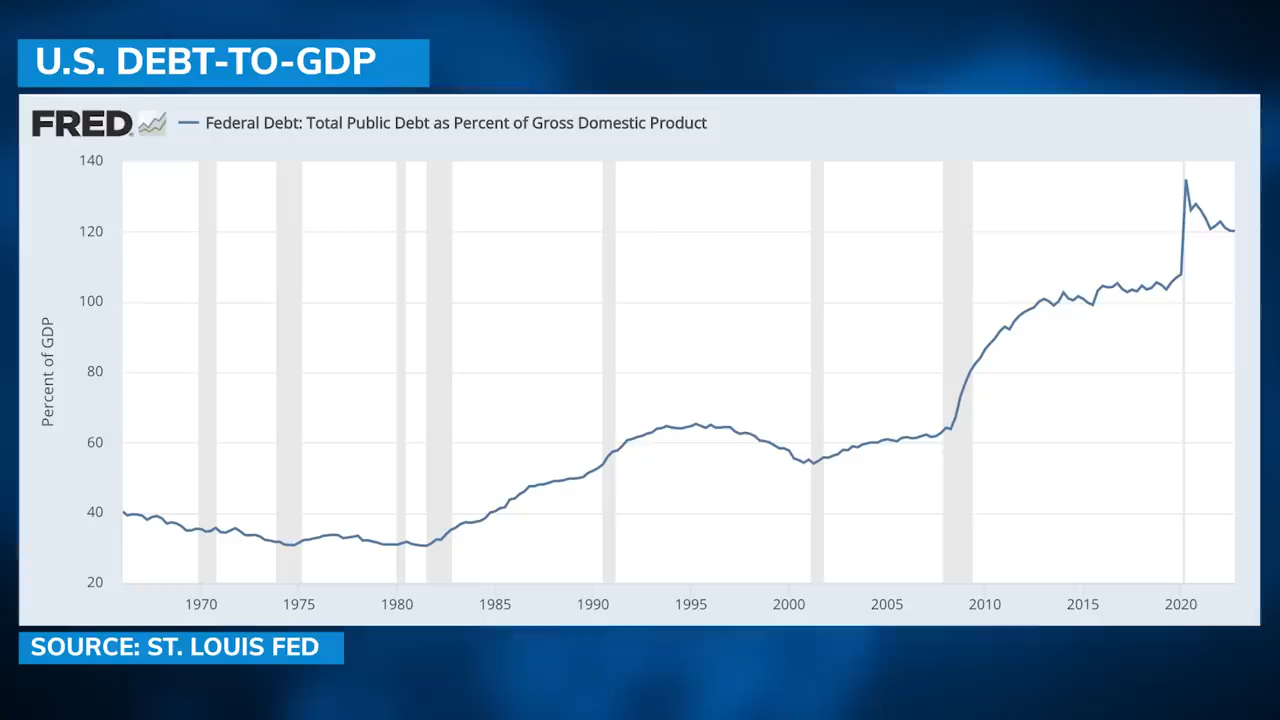 U.S. DEBT-TO-GDP
FRED
Federal Debt: Total Public Debt as Percent of Gross Domestic Product
Percent of GDP
140
120
100
80
60
40
20
1970 1975 1980 1985 1990 1995 2000 2005 2010 2015 2020
SOURCE: ST. LOUIS FED